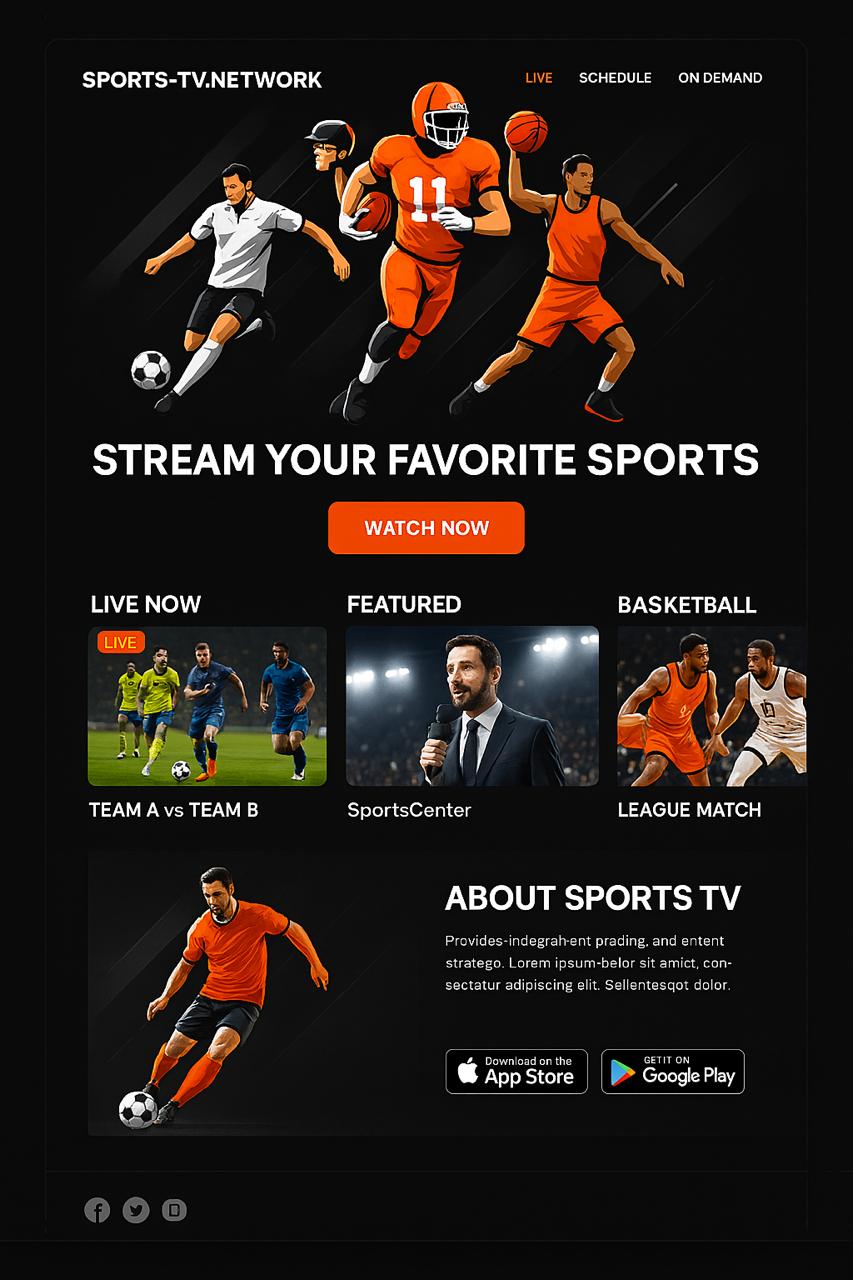 SPORTS-TV.NETWORK
LIVE
SCHEDULE
ON DEMAND
11
STREAM YOUR FAVORITE SPORTS
WATCH NOW
LIVE NOW
FEATURED
BASKETBALL
LIVE
TEAM A vs TEAM B
SportsCenter
LEAGUE MATCH
ABOUT SPORTS TV
Provides-indegrah-ent prading, and entent
stratego. Lorem ipsum-belor sit amict, con-
sectatur adipiscing elit. Sellentesqot dolor.
Download on the
App Store
GET IT ON
Google Play